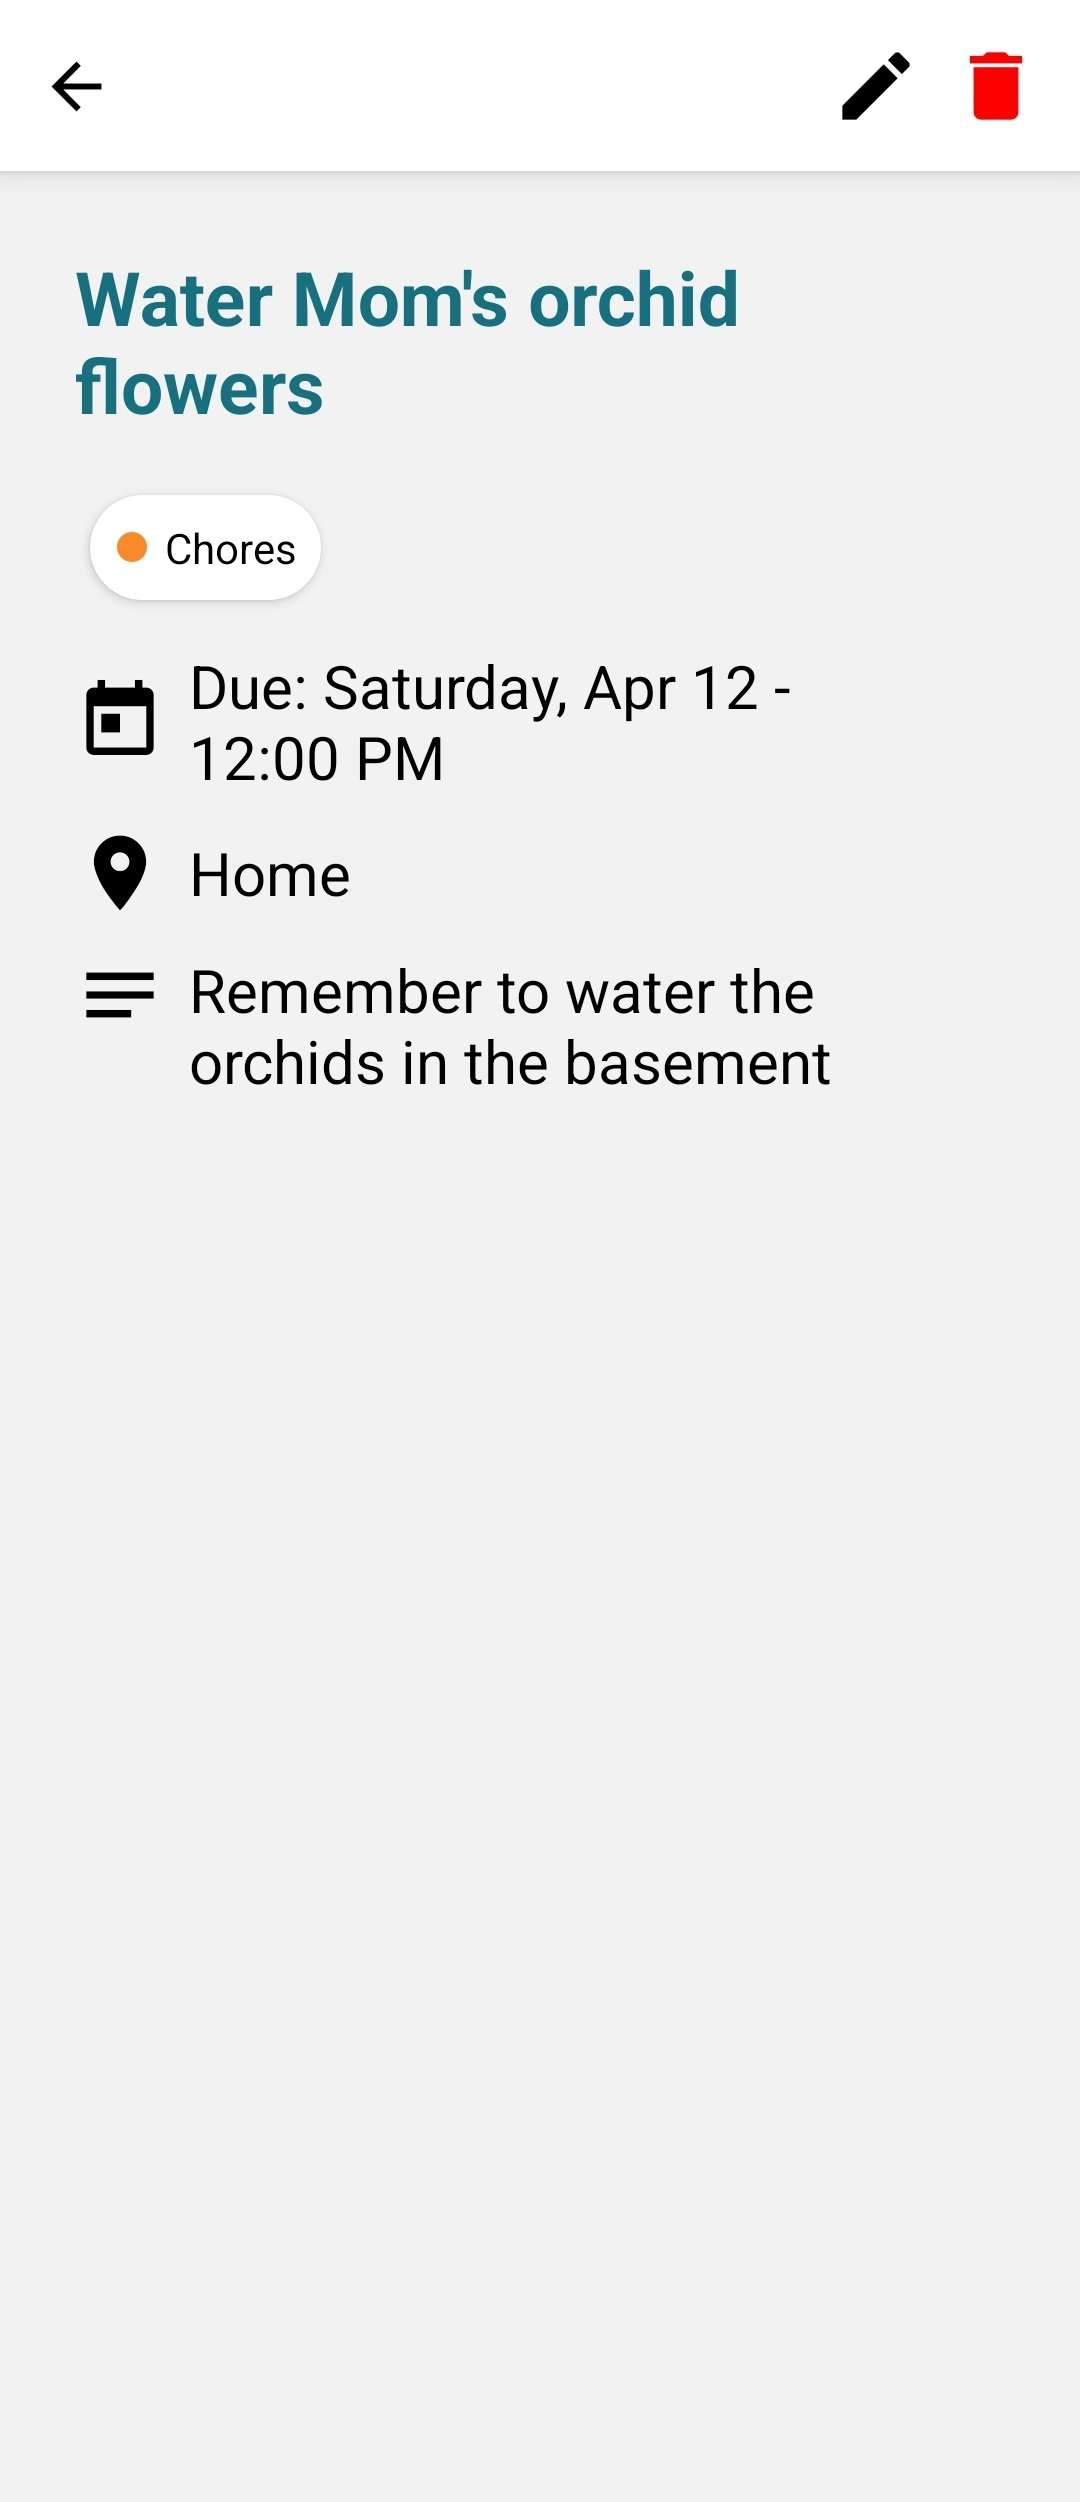 Water Mom's orchid
flowers
Chores
Due: Saturday, Apr 12 -
12:00 PM
Home
Remember to water the
orchids in the basement